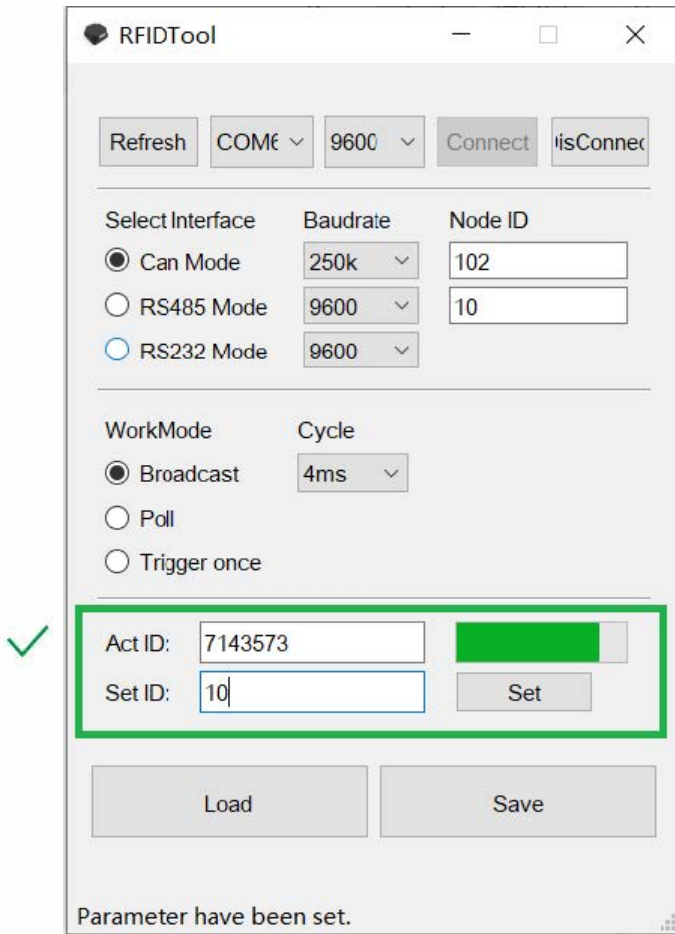 RFIDTool
Refresh COM6 9600 Connect isConnec
Select Interface Baudrate Node ID
Can Mode 250k 102
RS485 Mode 9600 10
RS232 Mode 9600
WorkMode Cycle
Broadcast 4ms
Poll
Trigger once
Act ID: 7143573
Set ID: 10 Set
Load Save
Parameter have been set.